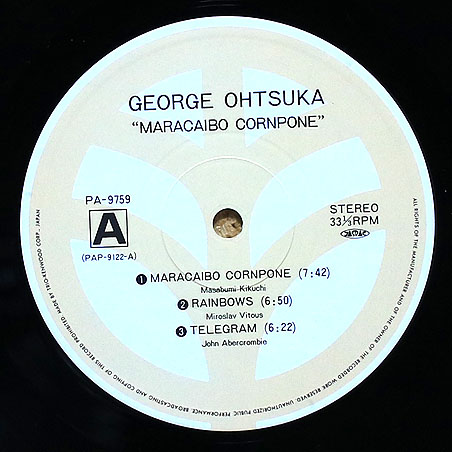 GEORGE OHTSUKA
"MARACAIBO CORNPONE"
PA-9759
A
(PAP-9122-A)
STEREO
33⅓RPM
❶ MARACAIBO CORNPONE (7:42)
Masabumi Kikuchi
❷ RAINBOWS (6:50)
Miroslav Vitous
❸ TELEGRAM (6:22)
John Abercrombie
ALL RIGHTS OF THE MANUFACTURER AND OF THE OWNER OF THE RECORDED WORK RESERVED. UNAUTHORIZED PUBLIC PERFORMANCE, BROADCASTING AND COPYING OF THIS RECORD PROHIBITED. MADE BY TRIO-KENWOOD CORP., JAPAN